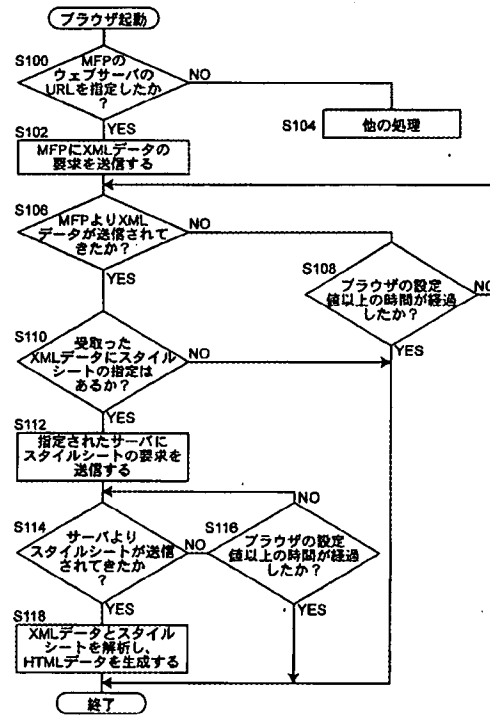 ブラウザ起動
S100
MFPの
ウェブサーバの
URLを指定したか
?
NO
YES
S104
他の処理
S102
MFPにXMLデータの
要求を送信する
S106
MFPよりXML
データが送信されて
きたか?
NO
YES
S108
ブラウザの設定
値以上の時間が経過
したか?
NO
YES
S110
受取った
XMLデータにスタイル
シートの指定は
あるか?
NO
YES
S112
指定されたサーバに
スタイルシートの要求を
送信する
S114
サーバより
スタイルシートが送信
されてきたか
?
NO
YES
S116
ブラウザの設定
値以上の時間が経過
したか?
NO
YES
S118
XMLデータとスタイル
シートを解析し、
HTMLデータを生成する
終了